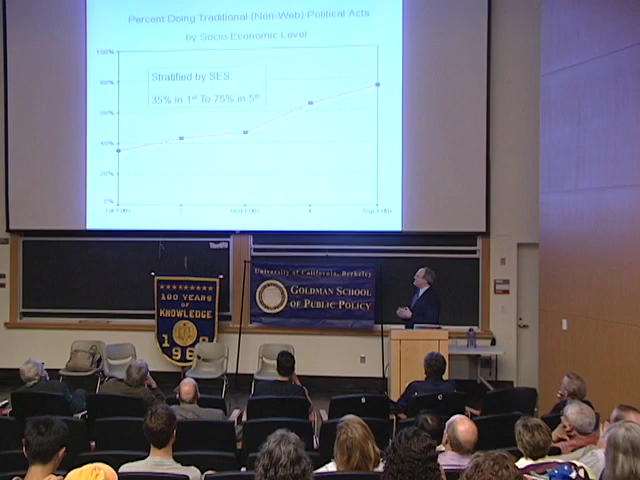 Percent Doing Traditional (Non-Web) Political Acts
by Socio-Economic Level
100%
Stratified by SES:
35% in 1st To 75% in 5th
80%
60%
40%
20%
0%
2
4
University of California, Berkeley
GOLDMAN SCHOOL
OF PUBLIC POLICY
100 YEARS
OF
KNOWLEDGE